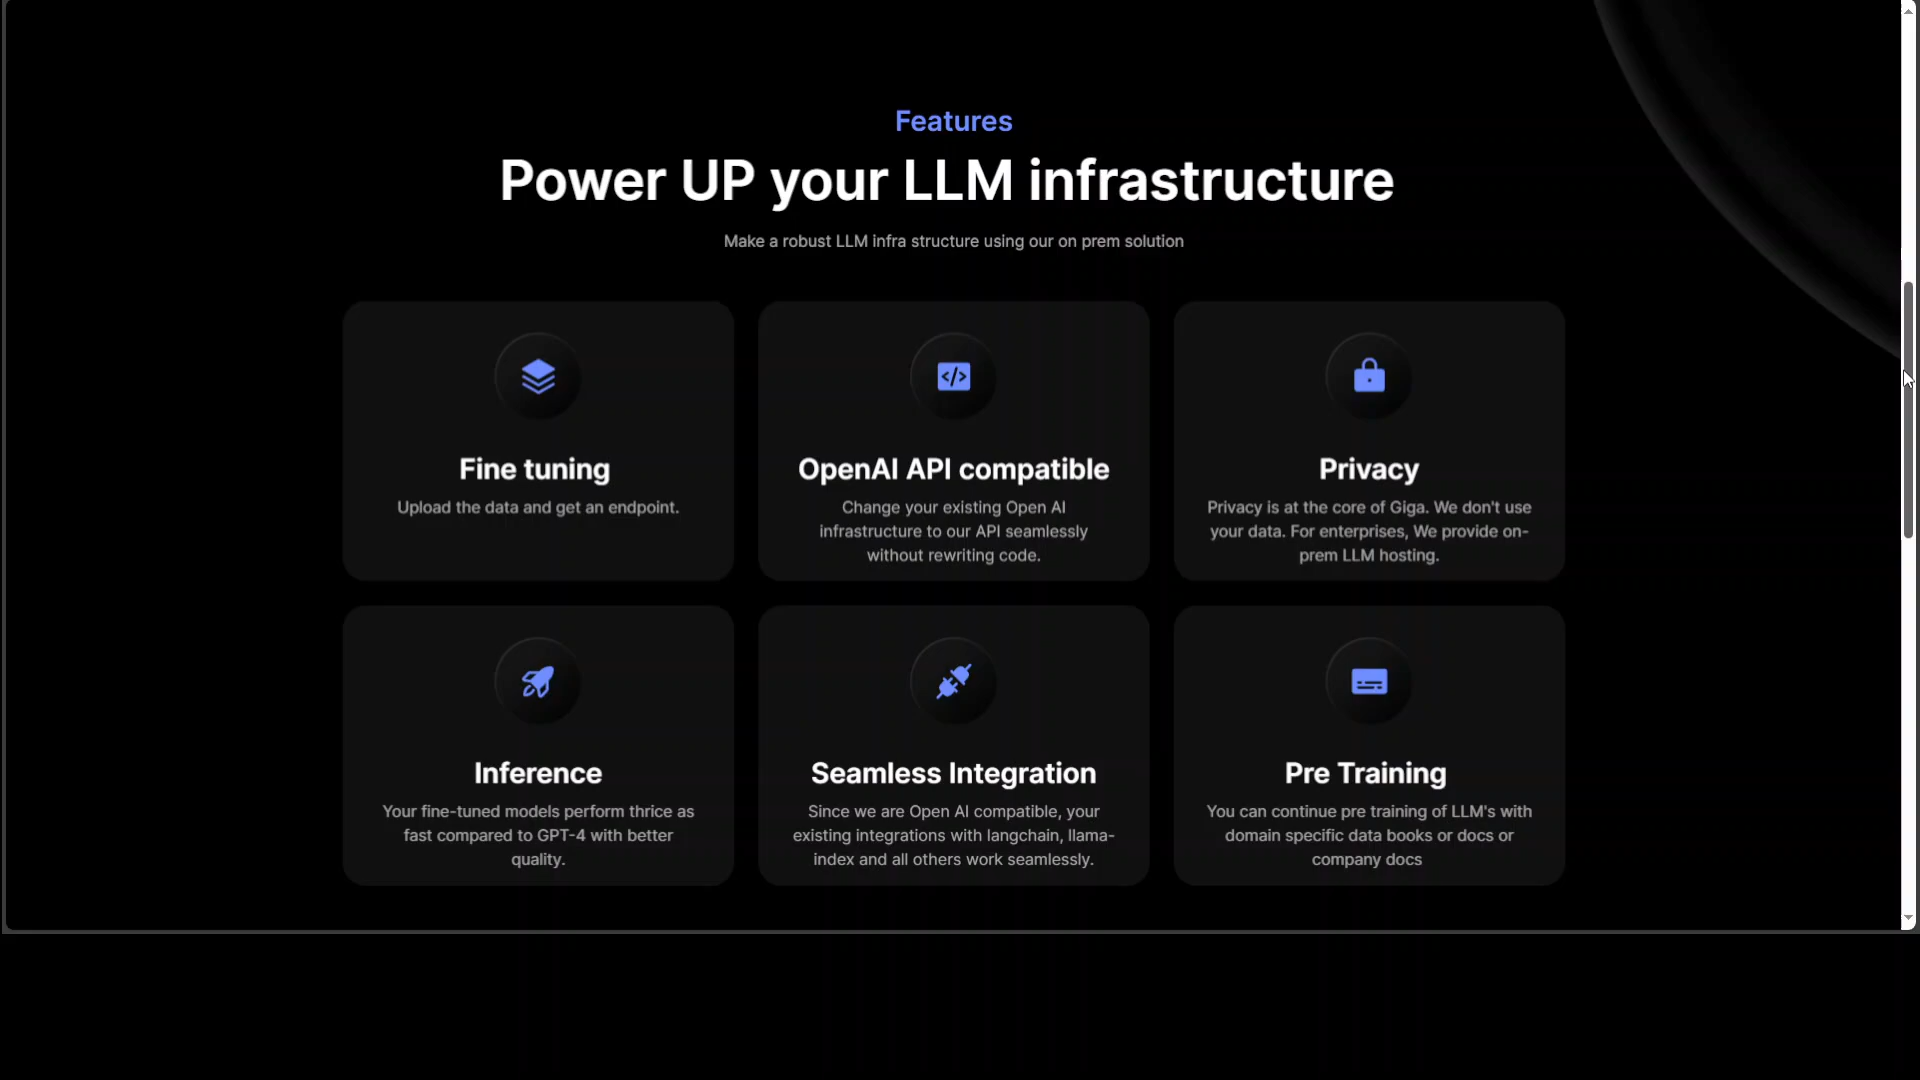 Features
Power UP your LLM infrastructure
Make a robust LLM infra structure using our on prem solution
Fine tuning
Upload the data and get an endpoint.
OpenAI API compatible
Change your existing Open AI
infrastructure to our API seamlessly
without rewriting code.
Privacy
Privacy is at the core of Giga. We don't use
your data. For enterprises, We provide on-
prem LLM hosting.
Inference
Your fine-tuned models perform thrice as
fast compared to GPT-4 with better
quality.
Seamless Integration
Since we are Open AI compatible, your
existing integrations with langchain, llama-
index and all others work seamlessly.
Pre Training
You can continue pre training of LLM's with
domain specific data books or docs or
company docs